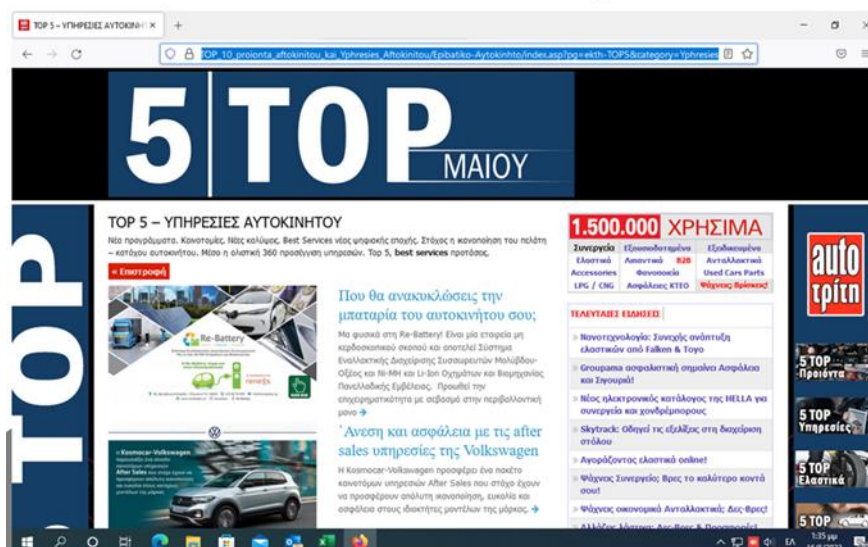 TOP 5 – ΥΠΗΡΕΣΙΕΣ ΑΥΤΟΚΙΝΗΤ
TOP_10_proionta_aftokinitou_kai_Yphresies_Aftokinitou/Epibatiko-Aytokinhto/index.asp?pg=ekth-TOP5&category=Yphresies
5 TOP ΜΑΙΟΥ
TOP
TOP 5 – ΥΠΗΡΕΣΙΕΣ ΑΥΤΟΚΙΝΗΤΟΥ
Νέα προγράμματα. Καινοτομίες. Νέες καλύψεις. Best Services νέας ψηφιακής εποχής. Στόχος η ικανοποίηση του πελάτη
– κατόχου αυτοκινήτου. Μέσο η ολιστική 360 προσέγγιση υπηρεσιών. Top 5, best services προτάσεις.
« Επιστροφή
Re-Battery
Που θα ανακυκλώσεις την
μπαταρία του αυτοκινήτου σου;
Μα φυσικά στη Re-Battery! Είναι μία εταιρεία μη
κερδοσκοπικού σκοπού και αποτελεί Σύστημα
Εναλλακτικής Διαχείρισης Συσσωρευτών Μολύβδου-
Οξέος και Ni-MH και Li-Ion Οχημάτων και Βιομηχανίας
Πανελλαδικής Εμβέλειας. Προωθεί την
επιχειρηματικότητα με σεβασμό στην περιβαλλοντική
μονο
Η Kosmocar-Volkswagen
After Sales
`Ανεση και ασφάλεια με τις after
sales υπηρεσίες της Volkswagen
Η Kosmocar-Volkswagen προσφέρει ένα πακέτο
καινοτόμων υπηρεσιών After Sales που στόχο έχουν
να προσφέρουν απόλυτη ικανοποίηση, ευκολία και
ασφάλεια στους ιδιοκτήτες μοντέλων της μάρκας.
1.500.000 ΧΡΗΣΙΜΑ
Συνεργεία Εξουσιοδοτημένα Εξειδικευμένα
Ελαστικά Λιπαντικά B2B Ανταλλακτικά
Accessories Φανοποιεία Used Cars Parts
LPG / CNG Ασφάλειες ΚΤΕΟ Ψάχνεις Βρίσκεις!
ΤΕΛΕΥΤΑΙΕΣ ΕΙΔΗΣΕΙΣ
» Νανοτεχνολογία: Συνεχής ανάπτυξη
ελαστικών από Falken & Toyo
» Groupama ασφαλιστική σημαίνει Ασφάλεια
και Σιγουριά!
» Νέος ηλεκτρονικός κατάλογος της HELLA για
συνεργεία και χονδρέμπορους
» Skytrack: Οδηγεί τις εξελίξεις στη διαχείριση
στόλου
» Αγοράζοντας ελαστικά online!
» Ψάχνεις Συνεργείο; Βρες το καλύτερο κοντά
σου!
» Ψάχνεις οικονομικά Ανταλλακτικά; Δες-Βρες!
» Αλλάζεις λάστιχα; Δες-Βρες & Προσφορές!
auto
τρίτη
5 TOP
Προϊόντα
5 TOP
Υπηρεσίες
5 TOP
Ελαστικά
5 TOP
ΕΛ
1:35 μμ